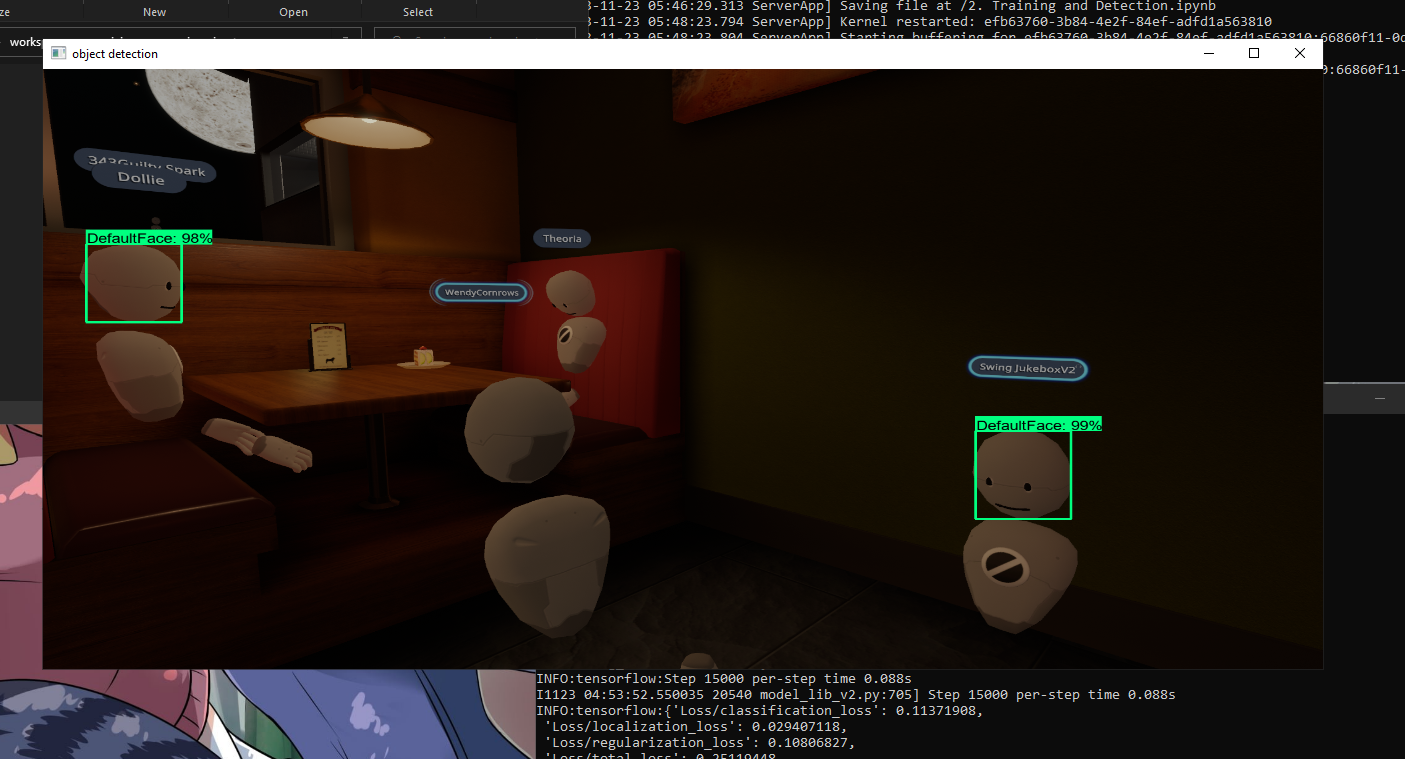 ze
New
Open
Select
3-11-23 05:46:29.313 ServerApp] Saving file at /2. Training and Detection.ipynb
3-11-23 05:48:23.794 ServerApp] Kernel restarted: efb63760-3b84-4e2f-84ef-adfd1a563810
3-11-23 05:48:23.804 ServerApp] Starting buffering for efb63760-3b84-4e2f-84ef-adfd1a563810:66860f11-0c
works
object detection
0:66860f11-
343Guilty Spark
Dollie
DefaultFace: 98%
Theoria
WendyCornrows
Swing JukeboxV2
DefaultFace: 99%
INFO:tensorflow:Step 15000 per-step time 0.088s
I1123 04:53:52.550035 20540 model_lib_v2.py:705] Step 15000 per-step time 0.088s
INFO:tensorflow:{'Loss/classification_loss': 0.11371908,
'Loss/localization_loss': 0.029407118,
'Loss/regularization_loss': 0.10806827,
'Loss/total_loss': 0.25119448,